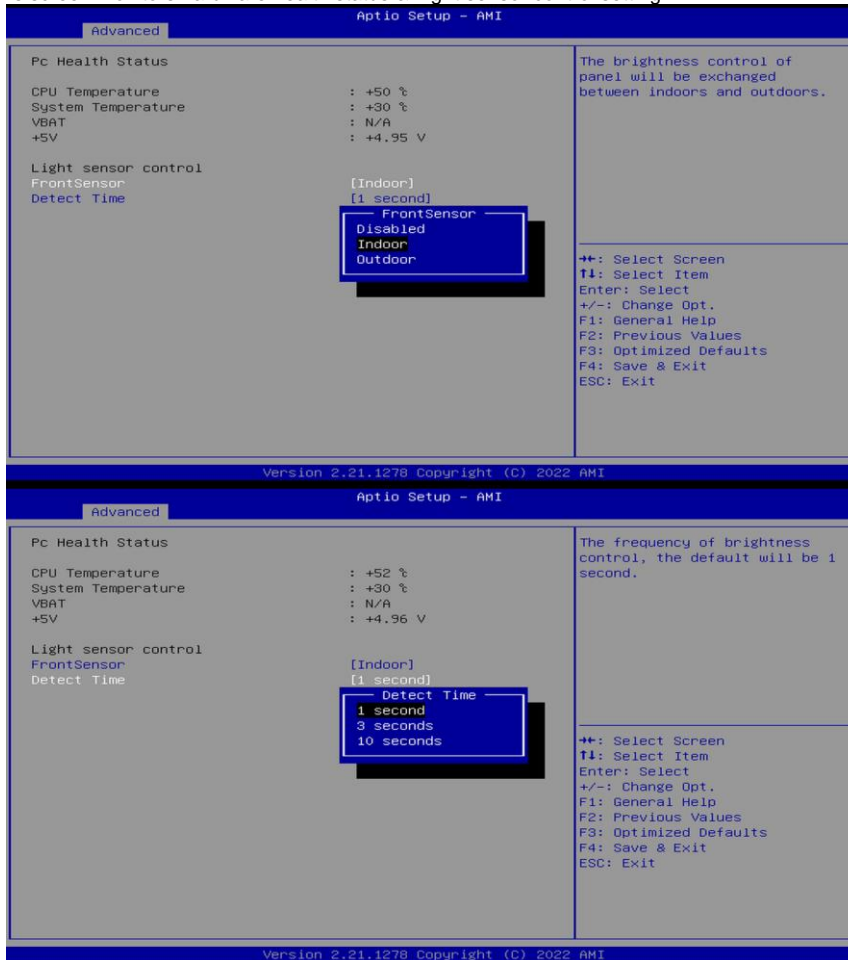 Aptio Setup - AMI
Advanced
Pc Health Status
CPU Temperature : +50 ℃
System Temperature : +30 ℃
VBAT : N/A
+5V : +4.95 V
Light sensor control
FrontSensor [Indoor]
Detect Time [1 second]
FrontSensor
Disabled
Indoor
Outdoor
The brightness control of
panel will be exchanged
between indoors and outdoors.
→←: Select Screen
↑↓: Select Item
Enter: Select
+/-: Change Opt.
F1: General Help
F2: Previous Values
F3: Optimized Defaults
F4: Save & Exit
ESC: Exit
Version 2.21.1278 Copyright (C) 2022 AMI
Aptio Setup - AMI
Advanced
Pc Health Status
CPU Temperature : +52 ℃
System Temperature : +30 ℃
VBAT : N/A
+5V : +4.96 V
Light sensor control
FrontSensor [Indoor]
Detect Time [1 second]
Detect Time
1 second
3 seconds
10 seconds
The frequency of brightness
control, the default will be 1
second.
→←: Select Screen
↑↓: Select Item
Enter: Select
+/-: Change Opt.
F1: General Help
F2: Previous Values
F3: Optimized Defaults
F4: Save & Exit
ESC: Exit
Version 2.21.1278 Copyright (C) 2022 AMI